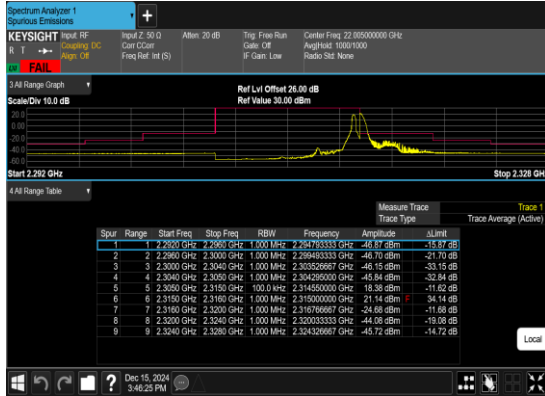 Spectrum Analyzer 1
Spurious Emissions
+
KEYSIGHT Input: RF Input Z: 50 Ω Atten: 20 dB Trig: Free Run Center Freq: 22.005000000 GHz
R T Coupling: DC Corr CCorr Gate: Off Avg|Hold: 1000/1000
Align: Off Freq Ref: Int (S) IF Gain: Low Radio Std: None
FAIL
3 All Range Graph
Ref Lvl Offset 26.00 dB
Scale/Div 10.0 dB Ref Value 30.00 dBm
20.0
0.00
-20.0
-40.0
-60.0
Start 2.292 GHz Stop 2.328 GHz
4 All Range Table
Measure Trace Trace 1
Trace Type Trace Average (Active)
Spur Range Start Freq Stop Freq RBW Frequency Amplitude ΔLimit
1 1 2.2920 GHz 2.2960 GHz 1.000 MHz 2.294793333 GHz -46.87 dBm -15.87 dB
2 2 2.2960 GHz 2.3000 GHz 1.000 MHz 2.299493333 GHz -46.70 dBm -21.70 dB
3 3 2.3000 GHz 2.3040 GHz 1.000 MHz 2.303526667 GHz -46.15 dBm -33.15 dB
4 4 2.3040 GHz 2.3050 GHz 1.000 MHz 2.304295000 GHz -45.84 dBm -32.84 dB
5 5 2.3050 GHz 2.3150 GHz 100.0 kHz 2.314550000 GHz 18.38 dBm -11.62 dB
6 6 2.3150 GHz 2.3160 GHz 1.000 MHz 2.315000000 GHz 21.14 dBm F 34.14 dB
7 7 2.3160 GHz 2.3200 GHz 1.000 MHz 2.316766667 GHz -24.68 dBm -11.68 dB
8 8 2.3200 GHz 2.3240 GHz 1.000 MHz 2.320033333 GHz -44.08 dBm -19.08 dB
9 9 2.3240 GHz 2.3280 GHz 1.000 MHz 2.324326667 GHz -45.72 dBm -14.72 dB
Local
? Dec 15, 2024
3:46:25 PM